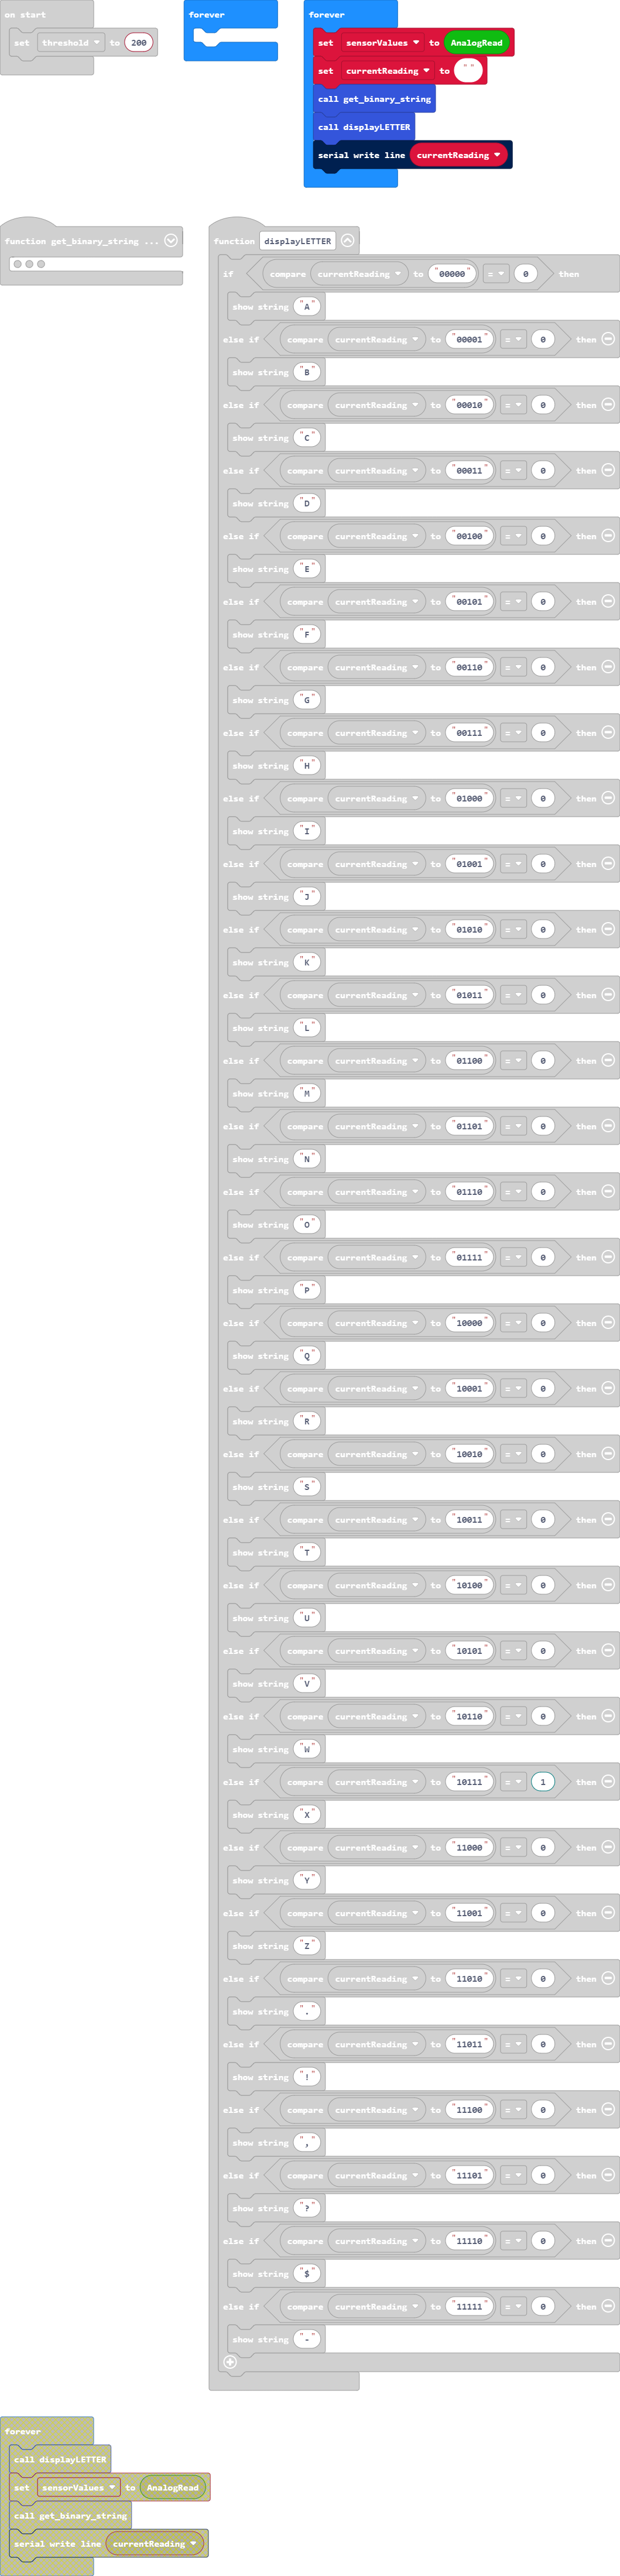 on start
set threshold to 200
forever
forever
set sensorValues to AnalogRead
set currentReading to " "
call get_binary_string
call displayLETTER
serial write line currentReading
function get_binary_string ...
function displayLETTER
if compare currentReading to "00000" = 0 then
show string "A"
else if compare currentReading to "00001" = 0 then
show string "B"
else if compare currentReading to "00010" = 0 then
show string "C"
else if compare currentReading to "00011" = 0 then
show string "D"
else if compare currentReading to "00100" = 0 then
show string "E"
else if compare currentReading to "00101" = 0 then
show string "F"
else if compare currentReading to "00110" = 0 then
show string "G"
else if compare currentReading to "00111" = 0 then
show string "H"
else if compare currentReading to "01000" = 0 then
show string "I"
else if compare currentReading to "01001" = 0 then
show string "J"
else if compare currentReading to "01010" = 0 then
show string "K"
else if compare currentReading to "01011" = 0 then
show string "L"
else if compare currentReading to "01100" = 0 then
show string "M"
else if compare currentReading to "01101" = 0 then
show string "N"
else if compare currentReading to "01110" = 0 then
show string "O"
else if compare currentReading to "01111" = 0 then
show string "P"
else if compare currentReading to "10000" = 0 then
show string "Q"
else if compare currentReading to "10001" = 0 then
show string "R"
else if compare currentReading to "10010" = 0 then
show string "S"
else if compare currentReading to "10011" = 0 then
show string "T"
else if compare currentReading to "10100" = 0 then
show string "U"
else if compare currentReading to "10101" = 0 then
show string "V"
else if compare currentReading to "10110" = 0 then
show string "W"
else if compare currentReading to "10111" = 1 then
show string "X"
else if compare currentReading to "11000" = 0 then
show string "Y"
else if compare currentReading to "11001" = 0 then
show string "Z"
else if compare currentReading to "11010" = 0 then
show string "."
else if compare currentReading to "11011" = 0 then
show string "!"
else if compare currentReading to "11100" = 0 then
show string ","
else if compare currentReading to "11101" = 0 then
show string "?"
else if compare currentReading to "11110" = 0 then
show string "$"
else if compare currentReading to "11111" = 0 then
show string "-"
forever
call displayLETTER
set sensorValues to AnalogRead
call get_binary_string
serial write line currentReading